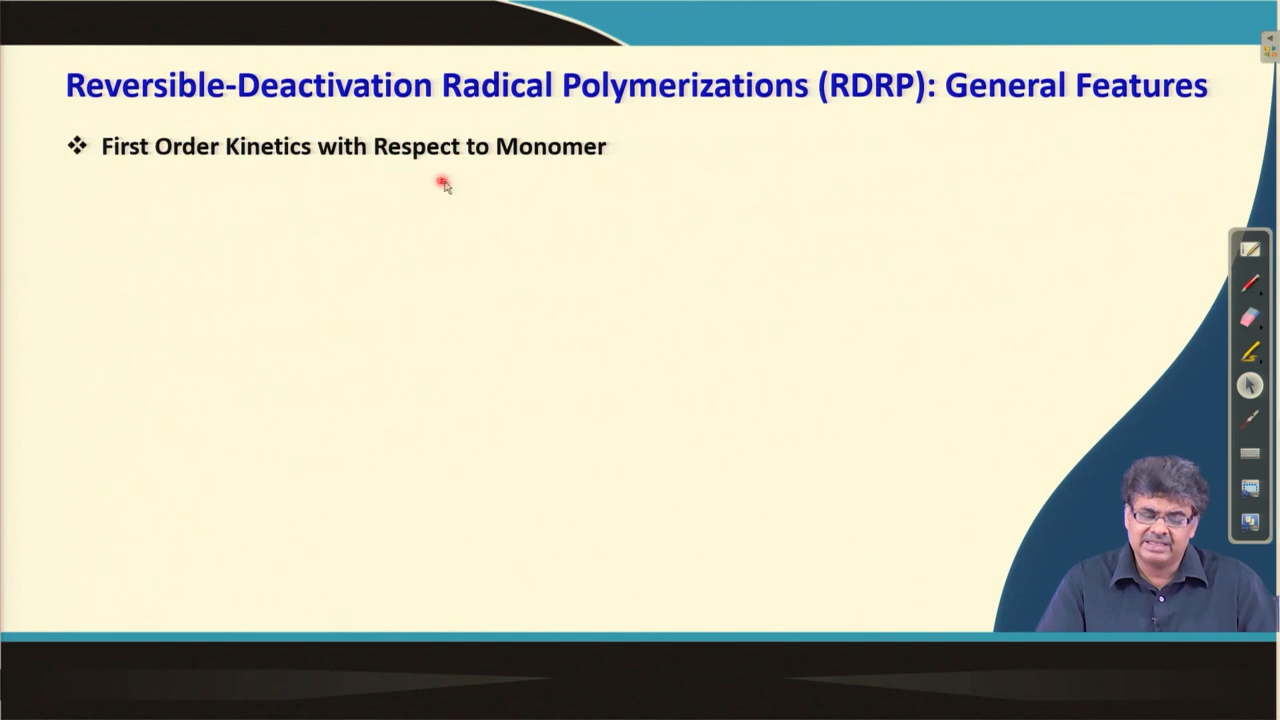 Reversible-Deactivation Radical Polymerizations (RDRP): General Features
❖ First Order Kinetics with Respect to Monomer